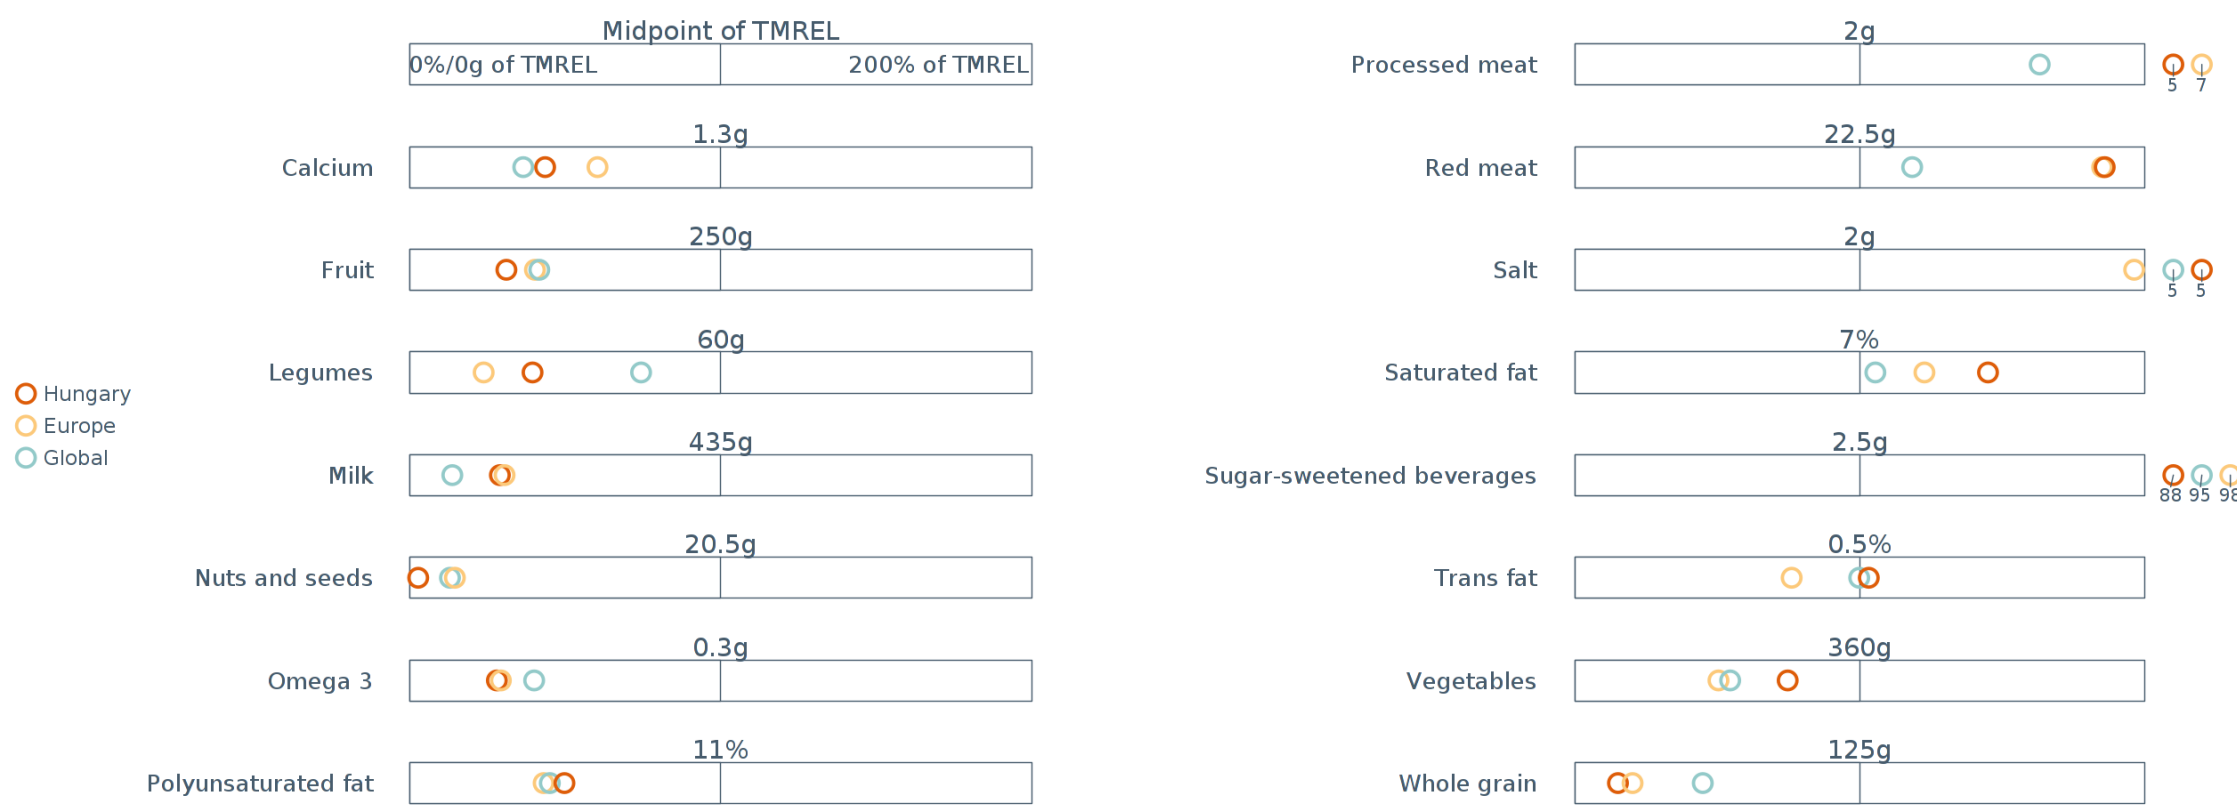 Midpoint of TMREL
0%/0g of TMREL 200% of TMREL
1.3g
Calcium
250g
Fruit
60g
Legumes
435g
Milk
20.5g
Nuts and seeds
0.3g
Omega 3
11%
Polyunsaturated fat
Hungary
Europe
Global
2g
Processed meat
5 7
22.5g
Red meat
2g
Salt
5 5
7%
Saturated fat
2.5g
Sugar-sweetened beverages
88 95 98
0.5%
Trans fat
360g
Vegetables
125g
Whole grain